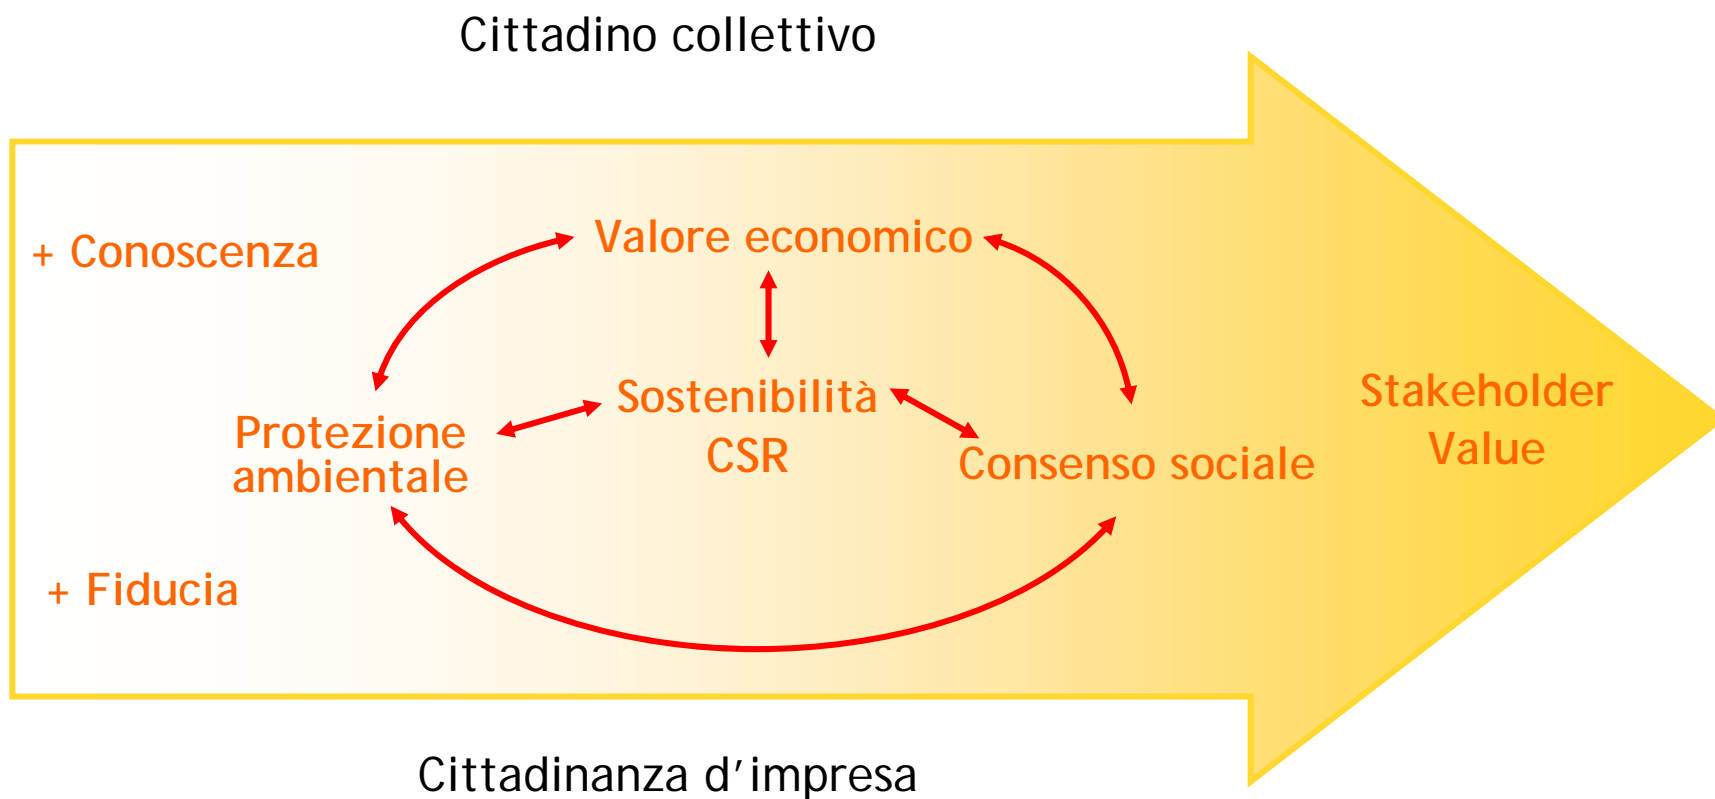 Cittadino collettivo
+ Conoscenza
Valore economico
Sostenibilità
CSR
Protezione
ambientale
Consenso sociale
Stakeholder
Value
+ Fiducia
Cittadinanza d’impresa